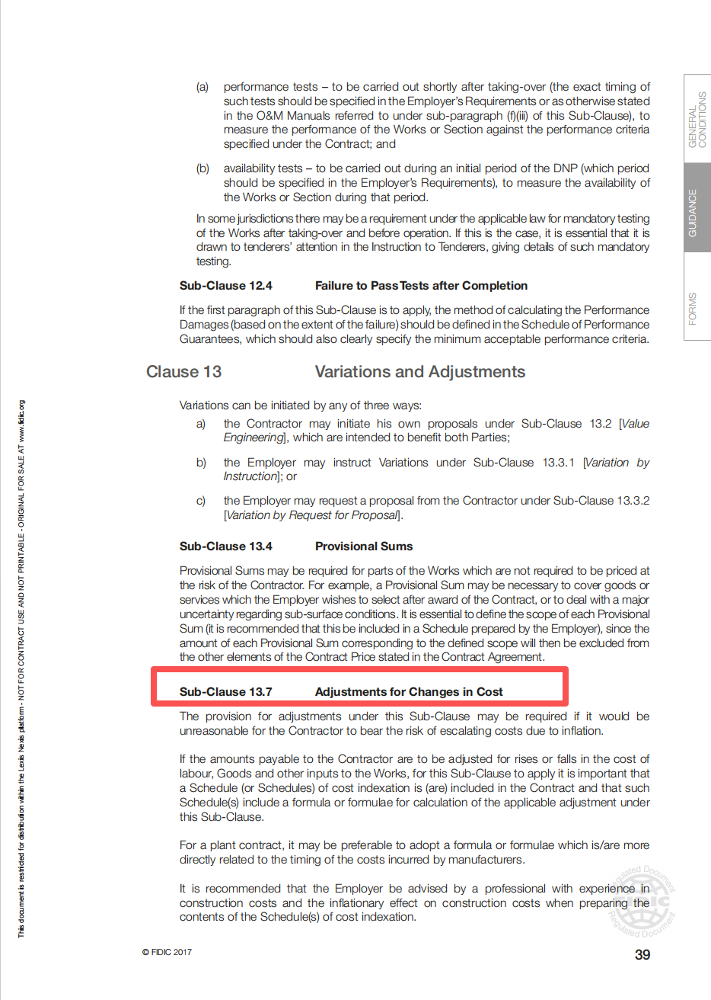 (a) performance tests – to be carried out shortly after taking-over (the exact timing of
such tests should be specified in the Employer's Requirements or as otherwise stated
in the O&M Manuals referred to under sub-paragraph (f)(iii) of this Sub-Clause), to
measure the performance of the Works or Section against the performance criteria
specified under the Contract; and
(b) availability tests – to be carried out during an initial period of the DNP (which period
should be specified in the Employer's Requirements), to measure the availability of
the Works or Section during that period.
In some jurisdictions there may be a requirement under the applicable law for mandatory testing
of the Works after taking-over and before operation. If this is the case, it is essential that it is
drawn to tenderers' attention in the Instruction to Tenderers, giving details of such mandatory
testing.
Sub-Clause 12.4 Failure to Pass Tests after Completion
If the first paragraph of this Sub-Clause is to apply, the method of calculating the Performance
Damages (based on the extent of the failure) should be defined in the Schedule of Performance
Guarantees, which should also clearly specify the minimum acceptable performance criteria.
Clause 13 Variations and Adjustments
Variations can be initiated by any of three ways:
a) the Contractor may initiate his own proposals under Sub-Clause 13.2 [Value
Engineering], which are intended to benefit both Parties;
b) the Employer may instruct Variations under Sub-Clause 13.3.1 [Variation by
Instruction]; or
c) the Employer may request a proposal from the Contractor under Sub-Clause 13.3.2
[Variation by Request for Proposal].
Sub-Clause 13.4 Provisional Sums
Provisional Sums may be required for parts of the Works which are not required to be priced at
the risk of the Contractor. For example, a Provisional Sum may be necessary to cover goods or
services which the Employer wishes to select after award of the Contract, or to deal with a major
uncertainty regarding sub-surface conditions. It is essential to define the scope of each Provisional
Sum (it is recommended that this be included in a Schedule prepared by the Employer), since the
amount of each Provisional Sum corresponding to the defined scope will then be excluded from
the other elements of the Contract Price stated in the Contract Agreement.
Sub-Clause 13.7 Adjustments for Changes in Cost
The provision for adjustments under this Sub-Clause may be required if it would be
unreasonable for the Contractor to bear the risk of escalating costs due to inflation.
If the amounts payable to the Contractor are to be adjusted for rises or falls in the cost of
labour, Goods and other inputs to the Works, for this Sub-Clause to apply it is important that
a Schedule (or Schedules) of cost indexation is (are) included in the Contract and that such
Schedule(s) include a formula or formulae for calculation of the applicable adjustment under
this Sub-Clause.
For a plant contract, it may be preferable to adopt a formula or formulae which is/are more
directly related to the timing of the costs incurred by manufacturers.
It is recommended that the Employer be advised by a professional with experience in
construction costs and the inflationary effect on construction costs when preparing the
contents of the Schedule(s) of cost indexation.
© FIDIC 2017
39
GENERAL
CONDITIONS
GUIDANCE
FORMS
This document is restricted for distribution within the Lexis Nexis platform - NOT FOR CONTRACT USE AND NOT PRINTABLE - ORIGINAL FOR SALE AT www.fidic.org
Regulated Document
FIDIC
Regulated Document